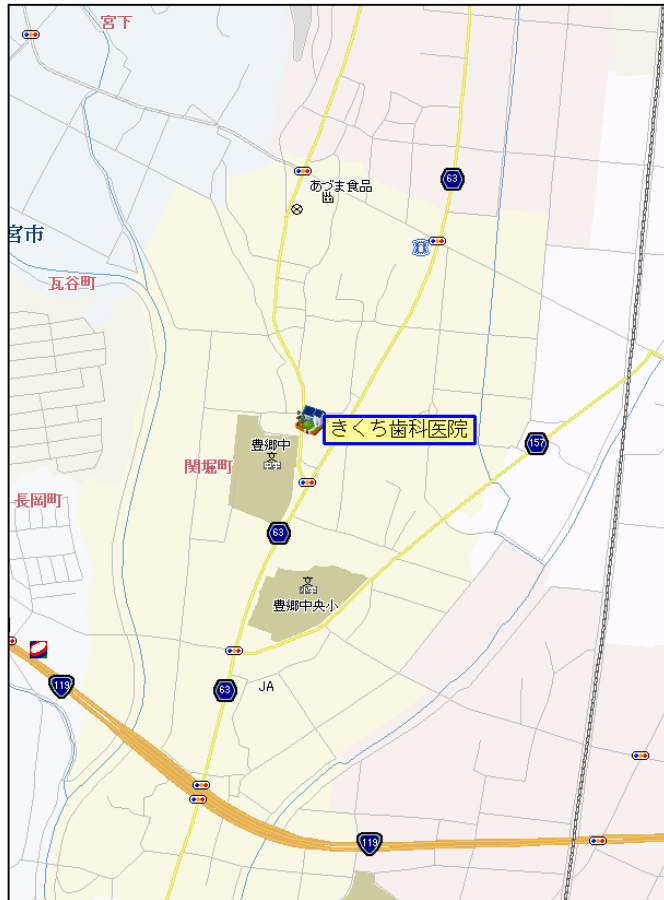 宮下
63
あづま食品
宮市
瓦谷町
きくち歯科医院
157
豊郷中
中学
関堀町
長岡町
63
豊郷中央小
119
63
JA
119